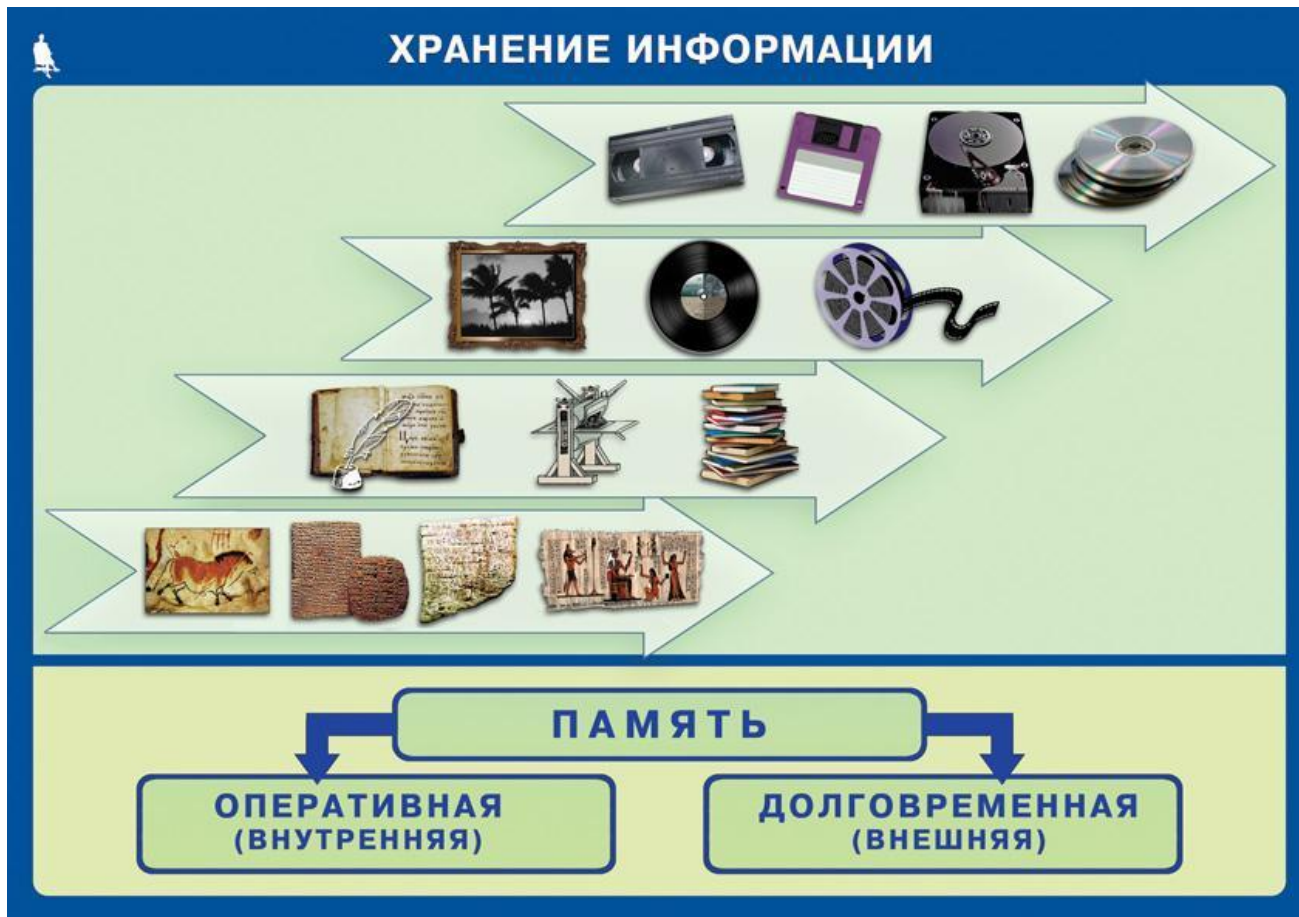 ХРАНЕНИЕ ИНФОРМАЦИИ
ПАМЯТЬ
ОПЕРАТИВНАЯ
(ВНУТРЕННЯЯ)
ДОЛГОВРЕМЕННАЯ
(ВНЕШНЯЯ)